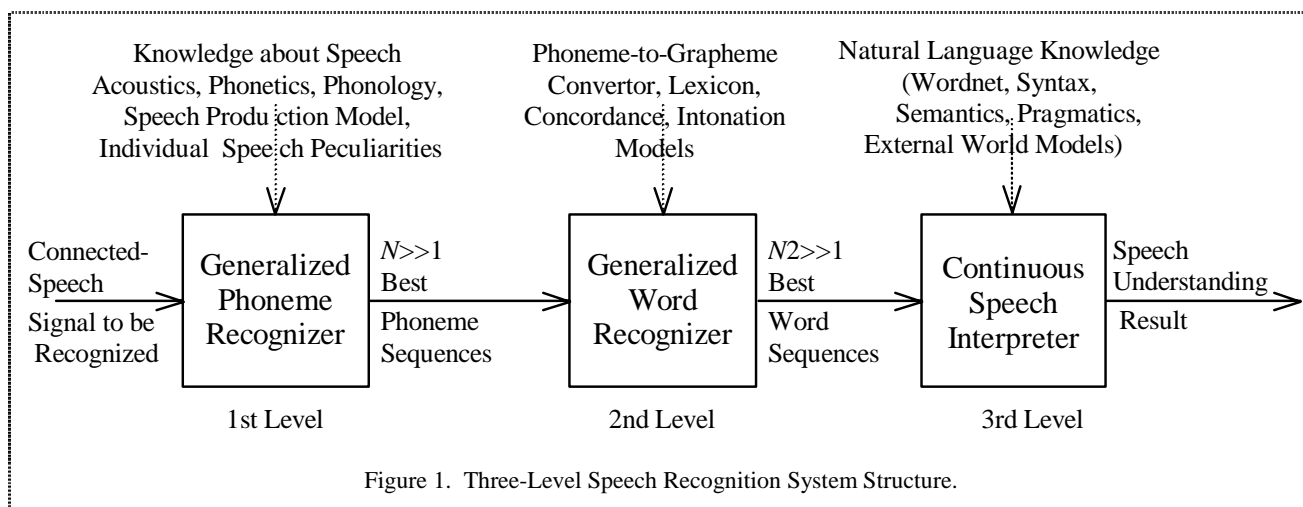 Knowledge about Speech
Acoustics, Phonetics, Phonology,
Speech Production Model,
Individual Speech Peculiarities
Phoneme-to-Grapheme
Convertor, Lexicon,
Concordance, Intonation
Models
Natural Language Knowledge
(Wordnet, Syntax,
Semantics, Pragmatics,
External World Models)
Connected-
Speech
Signal to be
Recognized
Generalized
Phoneme
Recognizer
N>>1
Best
Phoneme
Sequences
Generalized
Word
Recognizer
N2>>1
Best
Word
Sequences
Continuous
Speech
Interpreter
Speech
Understanding
Result
1st Level
2nd Level
3rd Level
Figure 1. Three-Level Speech Recognition System Structure.